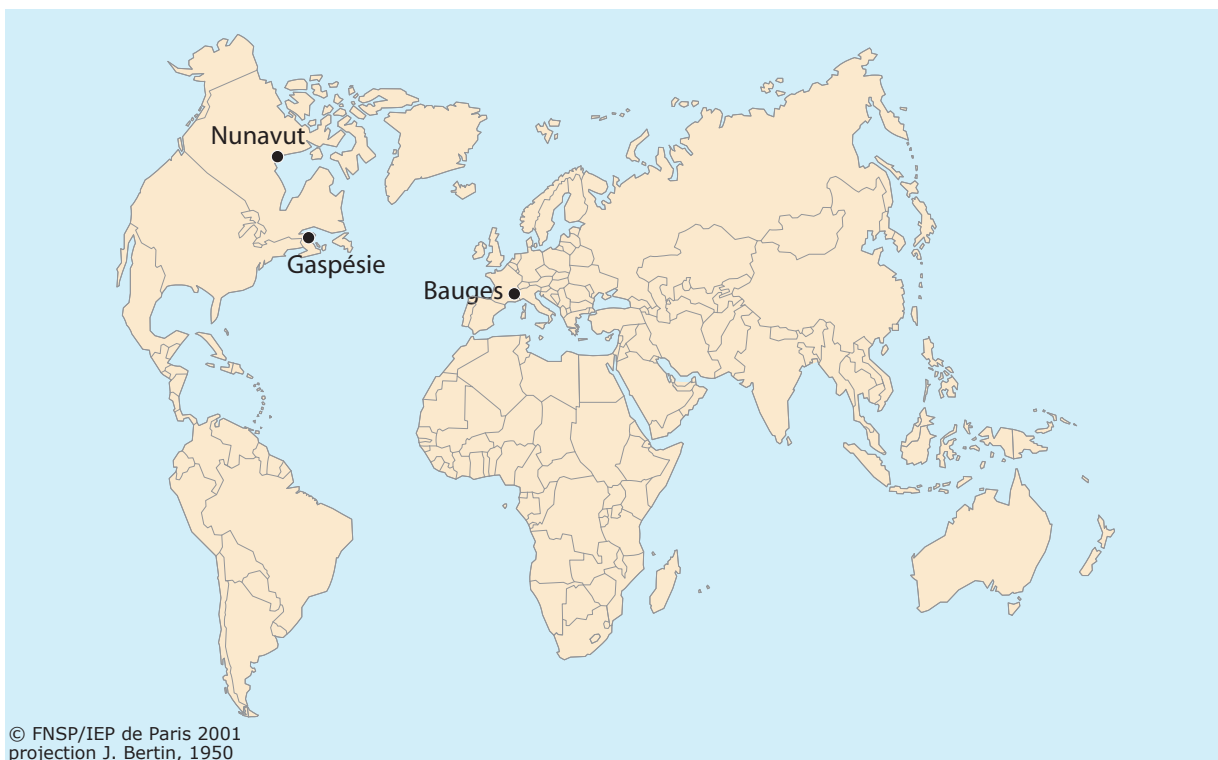 Nunavut
Gaspésie
Bauges
© FNSP/IEP de Paris 2001
projection J. Bertin, 1950